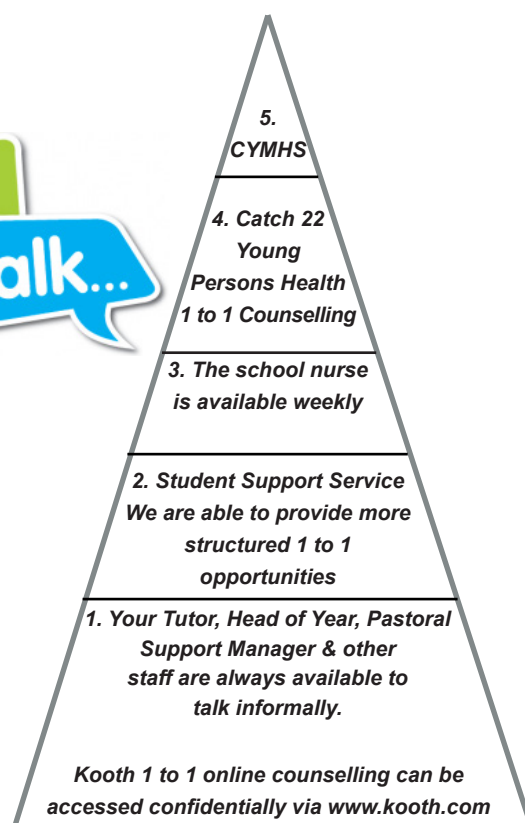 5.
CYMHS
4. Catch 22
Young
Persons Health
1 to 1 Counselling
alk...
3. The school nurse
is available weekly
2. Student Support Service
We are able to provide more
structured 1 to 1
opportunities
1. Your Tutor, Head of Year, Pastoral
Support Manager & other
staff are always available to
talk informally.
Kooth 1 to 1 online counselling can be
accessed confidentially via www.kooth.com